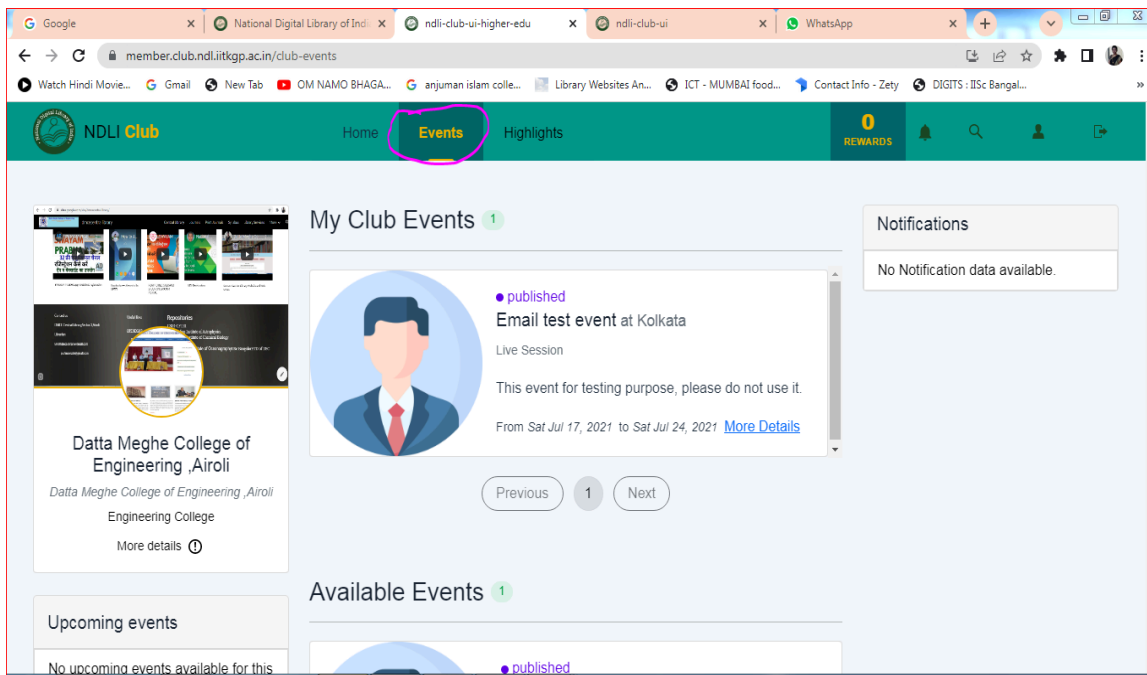 Google
National Digital Library of Indi
ndli-club-ui-higher-edu
ndli-club-ui
WhatsApp
member.club.ndl.iitkgp.ac.in/club-events
Watch Hindi Movie...
Gmail
New Tab
OM NAMO BHAGA...
anjuman islam colle...
Library Websites An...
ICT - MUMBAI food...
Contact Info - Zety
DIGITS : IISc Bangal...
»
NDLI Club
Home
Events
Highlights
0
REWARDS
My Club Events 1
Notifications
No Notification data available.
published
Email test event at Kolkata
Live Session
This event for testing purpose, please do not use it.
From Sat Jul 17, 2021 to Sat Jul 24, 2021 More Details
Previous 1 Next
SWAYAM
Repositories
Datta Meghe College of
Engineering ,Airoli
Datta Meghe College of Engineering ,Airoli
Engineering College
More details
Available Events 1
published
Upcoming events
No upcoming events available for this